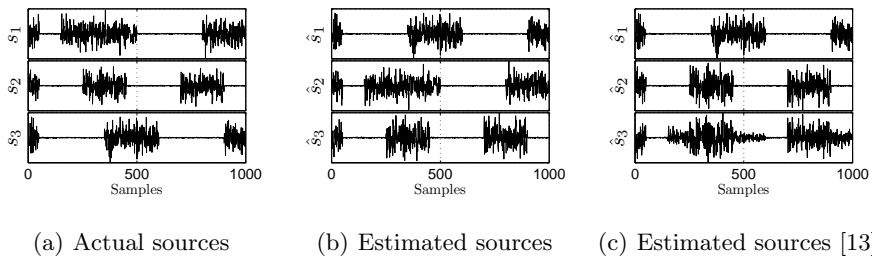 s1
s2
s3
0 500 1000
Samples
(a) Actual sources
ŝ1
ŝ2
ŝ3
0 500 1000
Samples
(b) Estimated sources
ŝ1
ŝ2
ŝ3
0 500 1000
Samples
(c) Estimated sources [13]